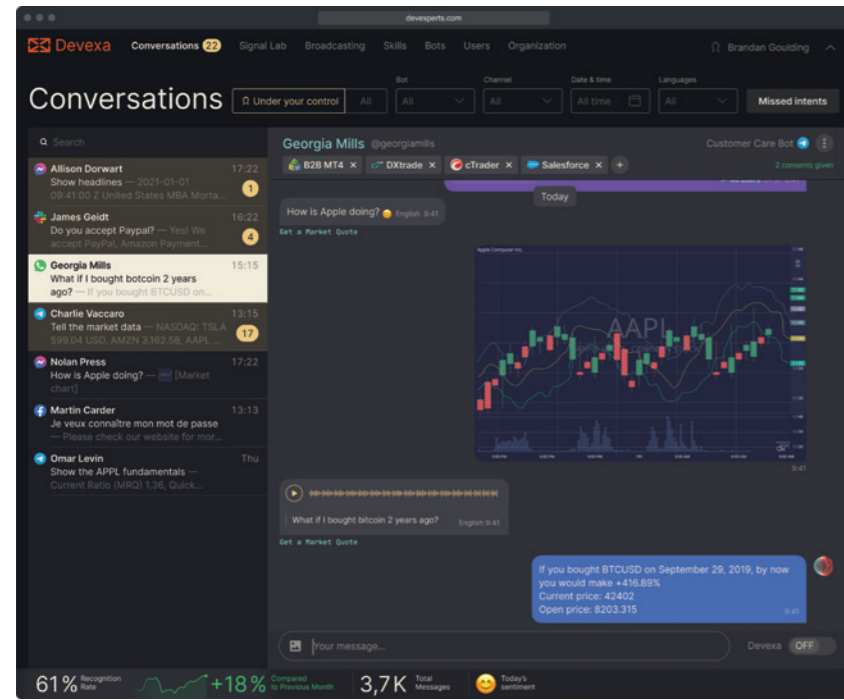 devexperts.com
Devexa
Conversations 22
Signal Lab
Broadcasting
Skills
Bots
Users
Organization
Brandan Goulding
Conversations
Under your control
All
Bot
All
Channel
All
Date & time
All time
Languages
All
Missed intents
Search
Allison Dorwart 17:22
Show headlines — 2021-01-01
09:41:00 Z United States MBA Morta...
1
James Geidt 16:22
Do you accept Paypal? — Yes! We
accept PayPal, Amazon Payment...
4
Georgia Mills 15:15
What if I bought botcoin 2 years
ago? — If you bought BTCUSD on...
Charlie Vaccaro 13:15
Tell the market data — NASDAQ: TSLA
599.04 USD, AMZN 3,162.58, AAPL ...
17
Nolan Press 17:22
How is Apple doing? — [Market
chart]
Martin Carder 13:13
Je veux connaître mon mot de passe
— Please check our website for mor...
Omar Levin Thu
Show the APPL fundamentals —
Current Ratio (MRQ) 1.36, Quick...
Georgia Mills @georgiamills
Customer Care Bot
B2B MT4 ×
DXtrade ×
cTrader ×
Salesforce ×
+
2 consents given
Today
How is Apple doing? English 9:41
Get a Market Quote
Apple Computer Inc.
AAPL
9:41
What if I bought bitcoin 2 years ago? English 9:41
Get a Market Quote
If you bought BTCUSD on September 29, 2019, by now
you would make +416.89%
Current price: 42402
Open price: 8203.315
9:41
Your message...
Devexa OFF
61% Recognition
Rate
+18% Compared
to Previous Month
3,7K Total
Messages
Today's
sentiment